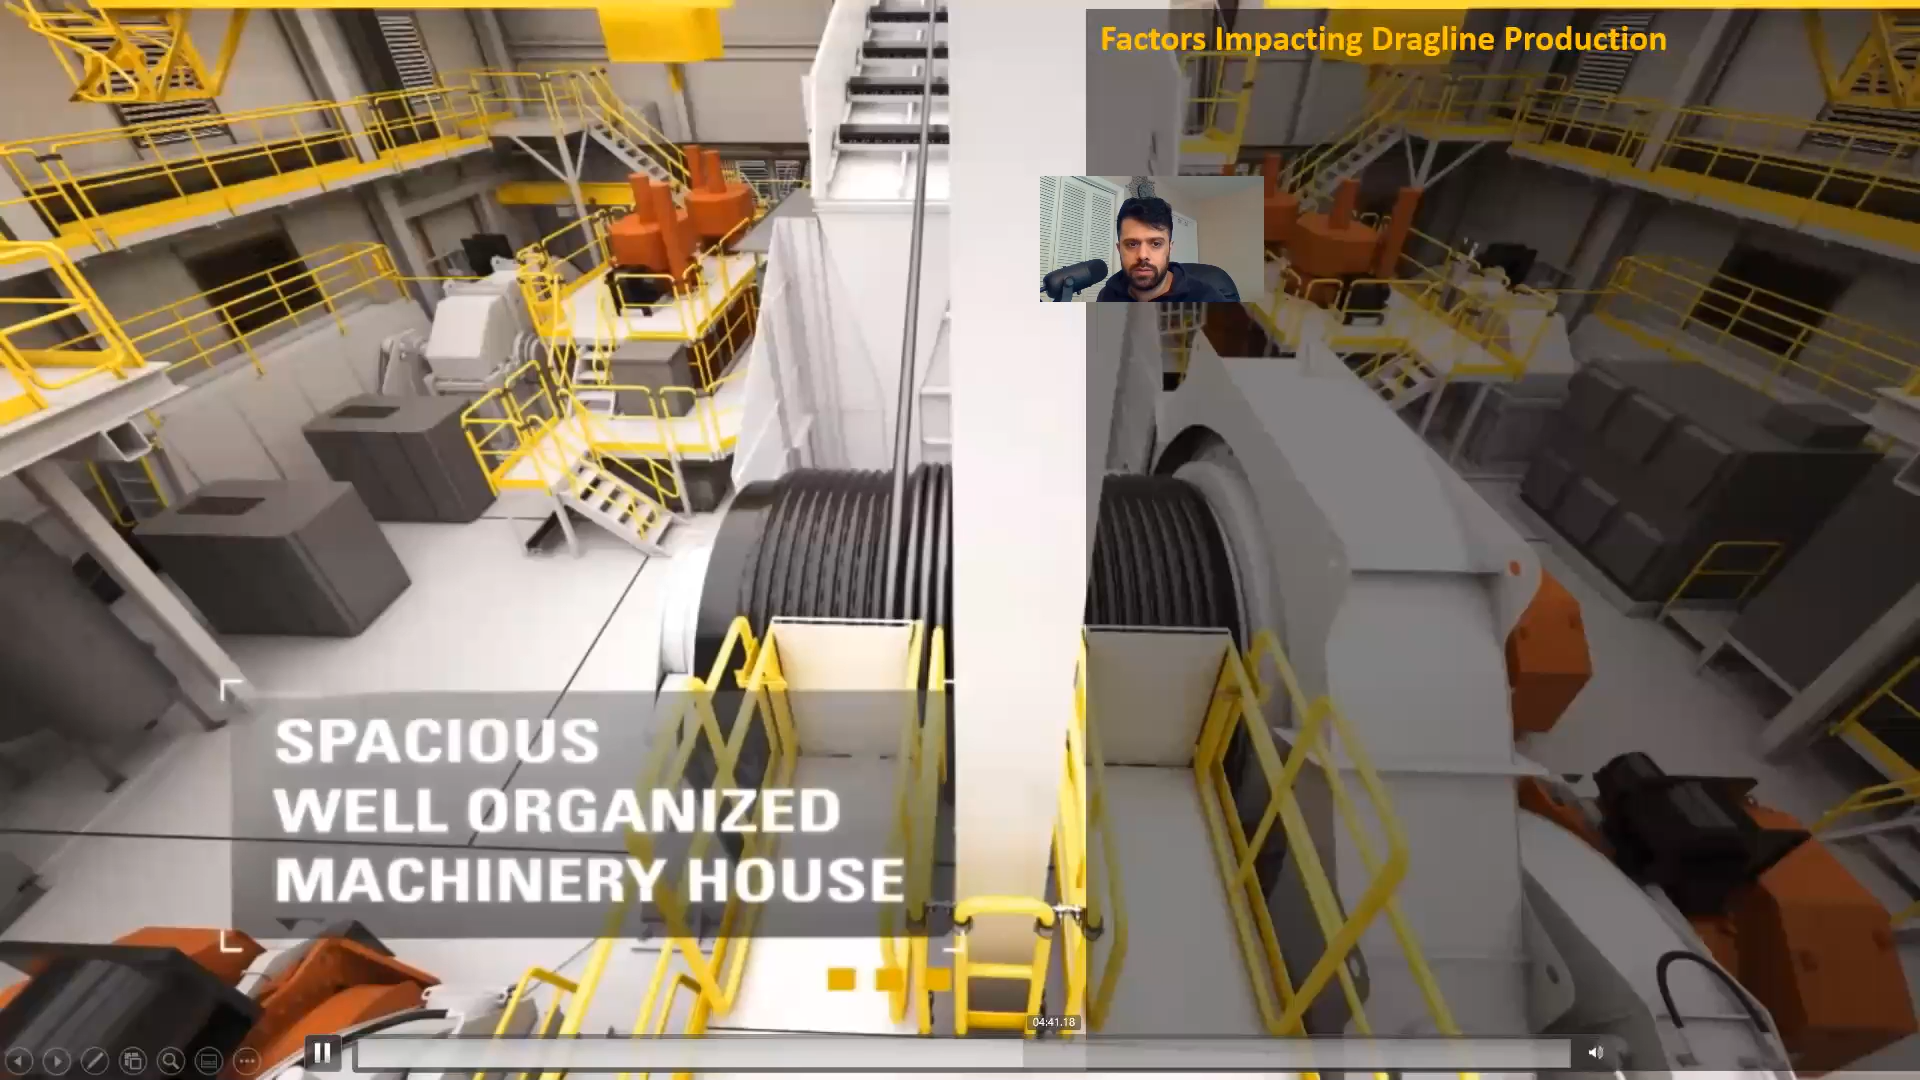 Factors Impacting Dragline Production
SPACIOUS
WELL ORGANIZED
MACHINERY HOUSE
04:41.18